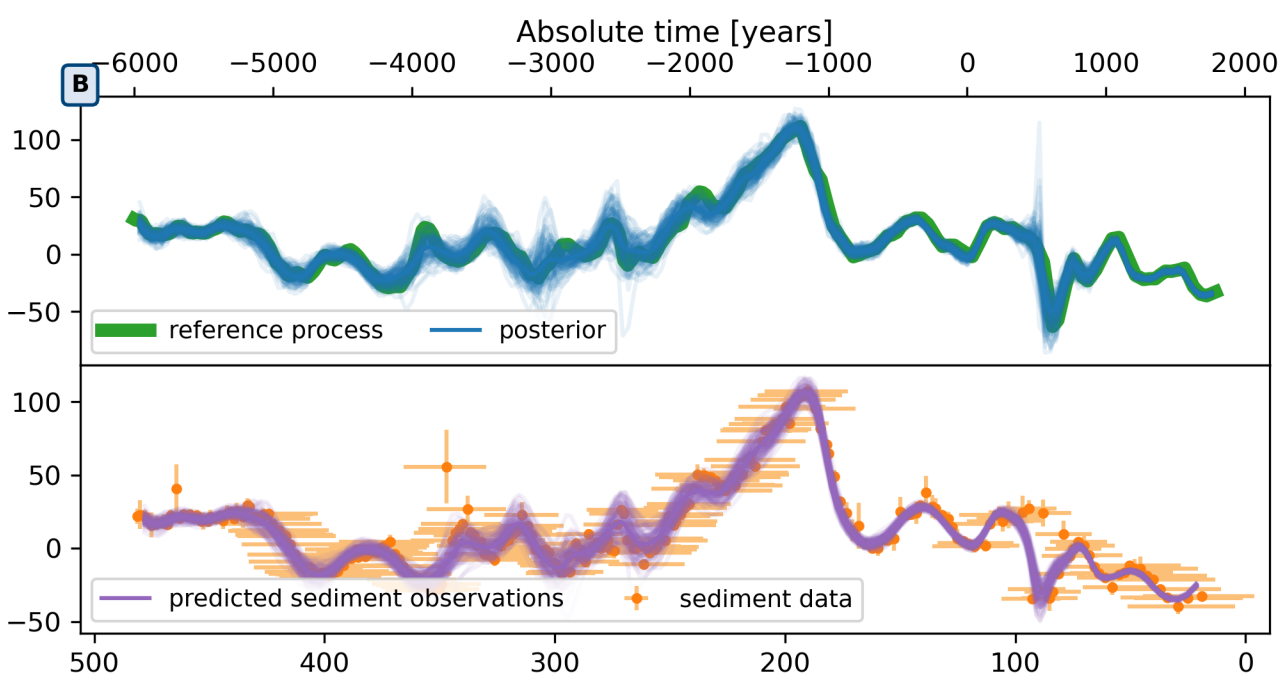 Absolute time [years]
−6000 −5000 −4000 −3000 −2000 −1000 0 1000 2000
B
100
50
0
−50
reference process posterior
100
50
0
−50
predicted sediment observations sediment data
500 400 300 200 100 0